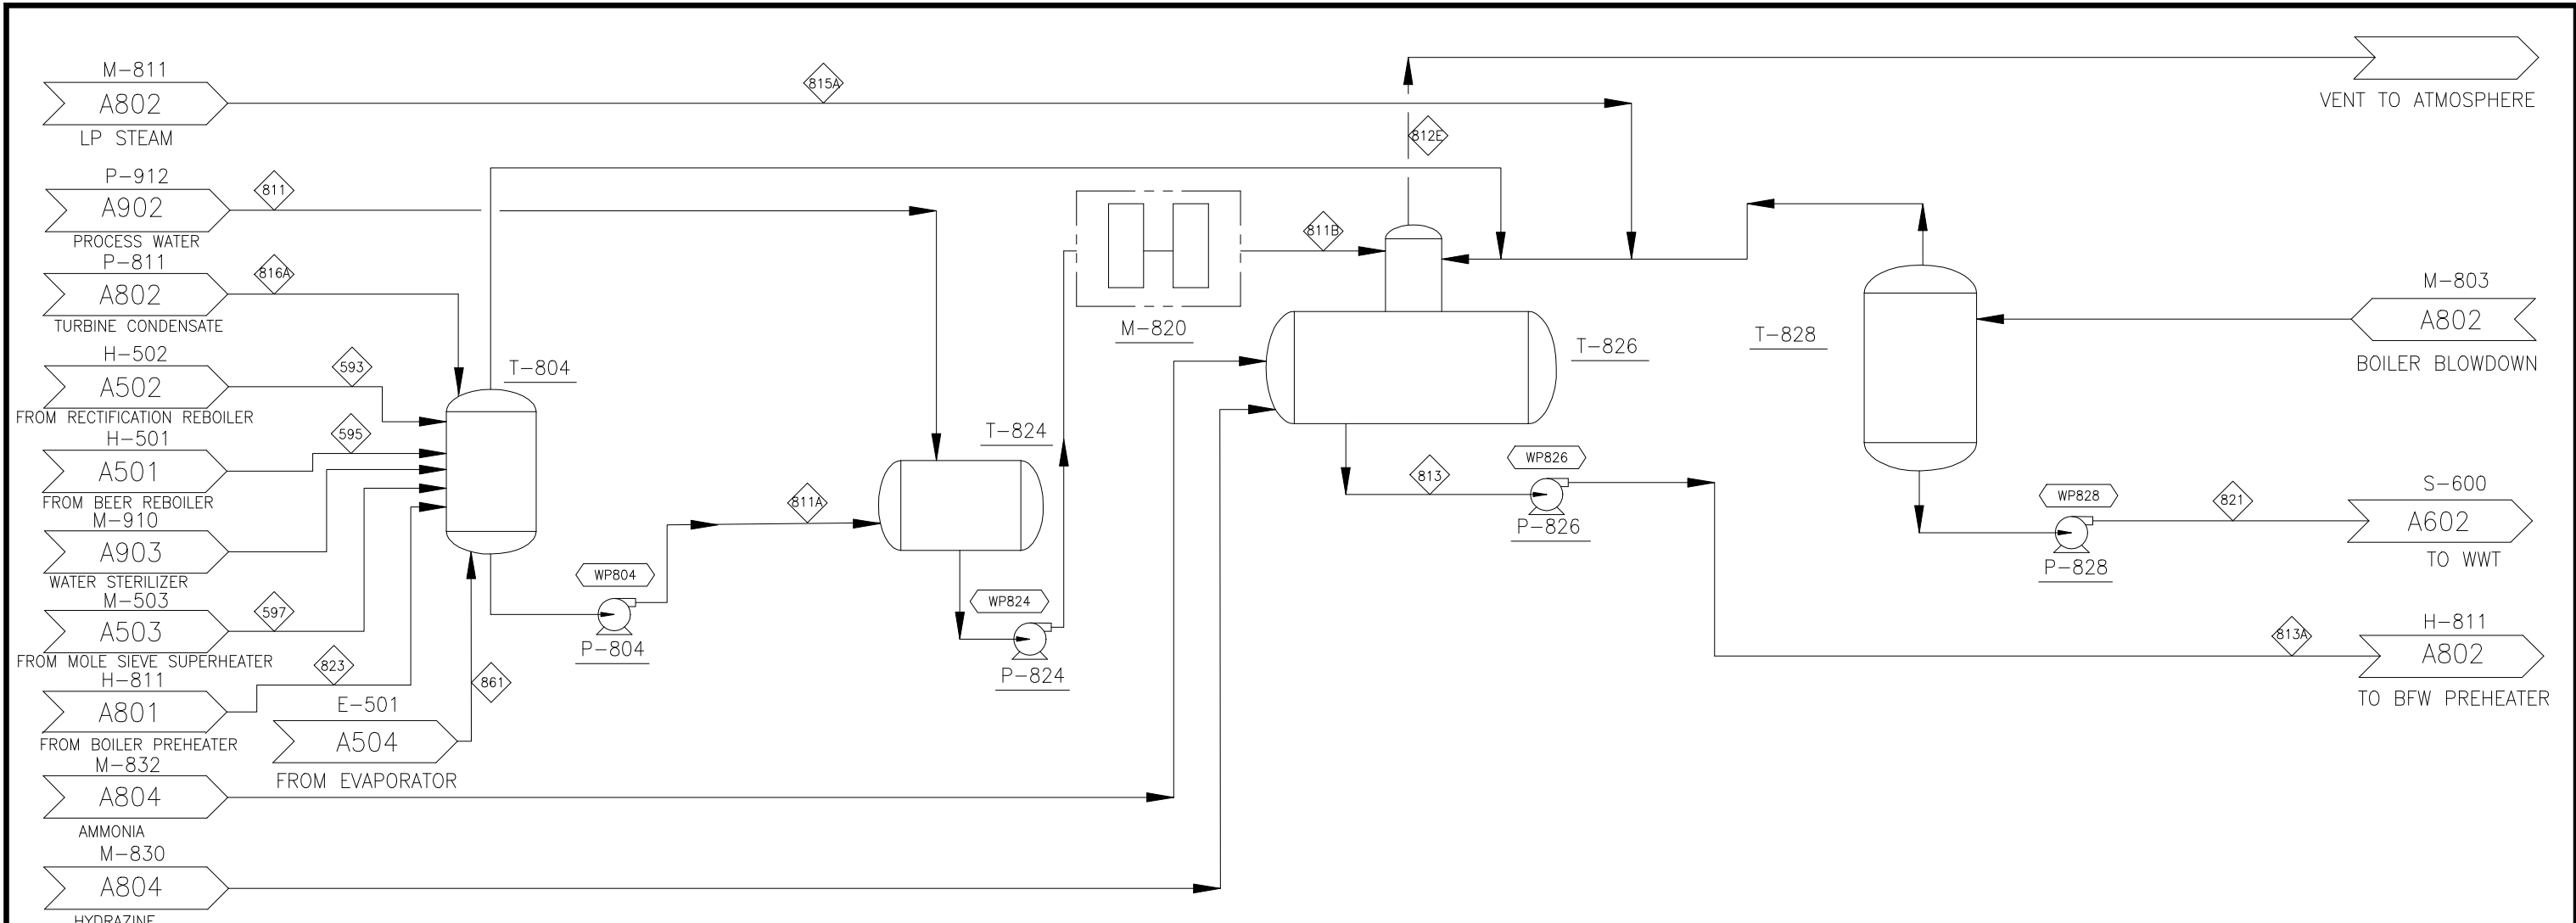 M-811
A802
LP STEAM
P-912
A902
PROCESS WATER
P-811
A802
TURBINE CONDENSATE
H-502
A502
FROM RECTIFICATION REBOILER
H-501
A501
FROM BEER REBOILER
M-910
A903
WATER STERILIZER
M-503
A503
FROM MOLE SIEVE SUPERHEATER
H-811
A801
FROM BOILER PREHEATER
E-501
A504
FROM EVAPORATOR
M-832
A804
AMMONIA
M-830
A804
HYDRAZINE
815A
811
816A
593
595
597
823
861
T-804
WP804
P-804
811A
T-824
WP824
P-824
M-820
811B
812E
T-826
813
WP826
P-826
T-828
WP828
P-828
821
813A
VENT TO ATMOSPHERE
M-803
A802
BOILER BLOWDOWN
S-600
A602
TO WWT
H-811
A802
TO BFW PREHEATER